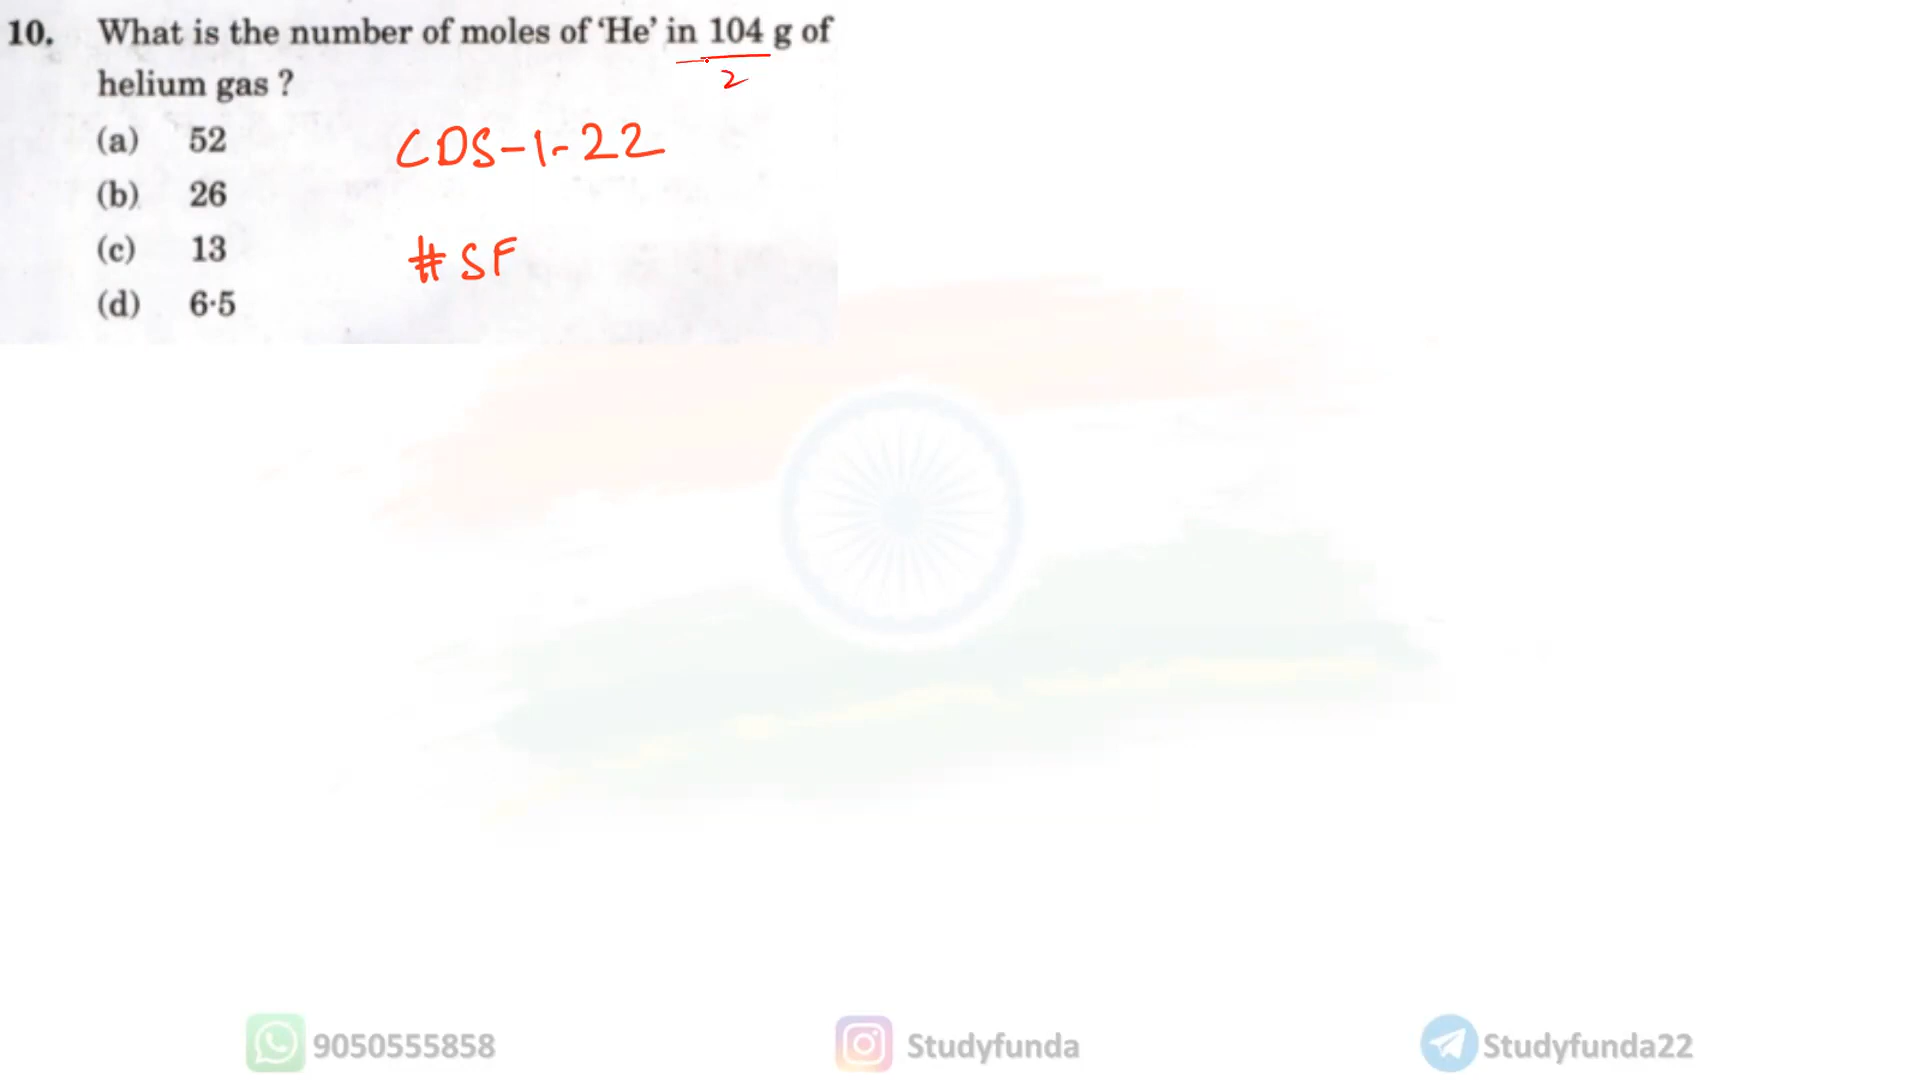 10. What is the number of moles of ‘He’ in 104 g of
2
helium gas ?
(a) 52
CDS-1-22
(b) 26
(c) 13
#SF
(d) 6·5
9050555858
Studyfunda
Studyfunda22